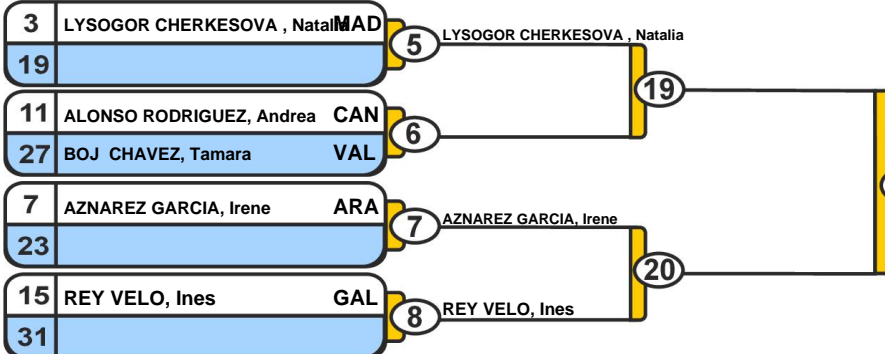 3 LYSOGOR CHERKESOVA , Natalia MAD
19
5
LYSOGOR CHERKESOVA , Natalia
19
11 ALONSO RODRIGUEZ, Andrea CAN
27 BOJ CHAVEZ, Tamara VAL
6
7 AZNAREZ GARCIA, Irene ARA
23
7
AZNAREZ GARCIA, Irene
20
15 REY VELO, Ines GAL
31
8
REY VELO, Ines